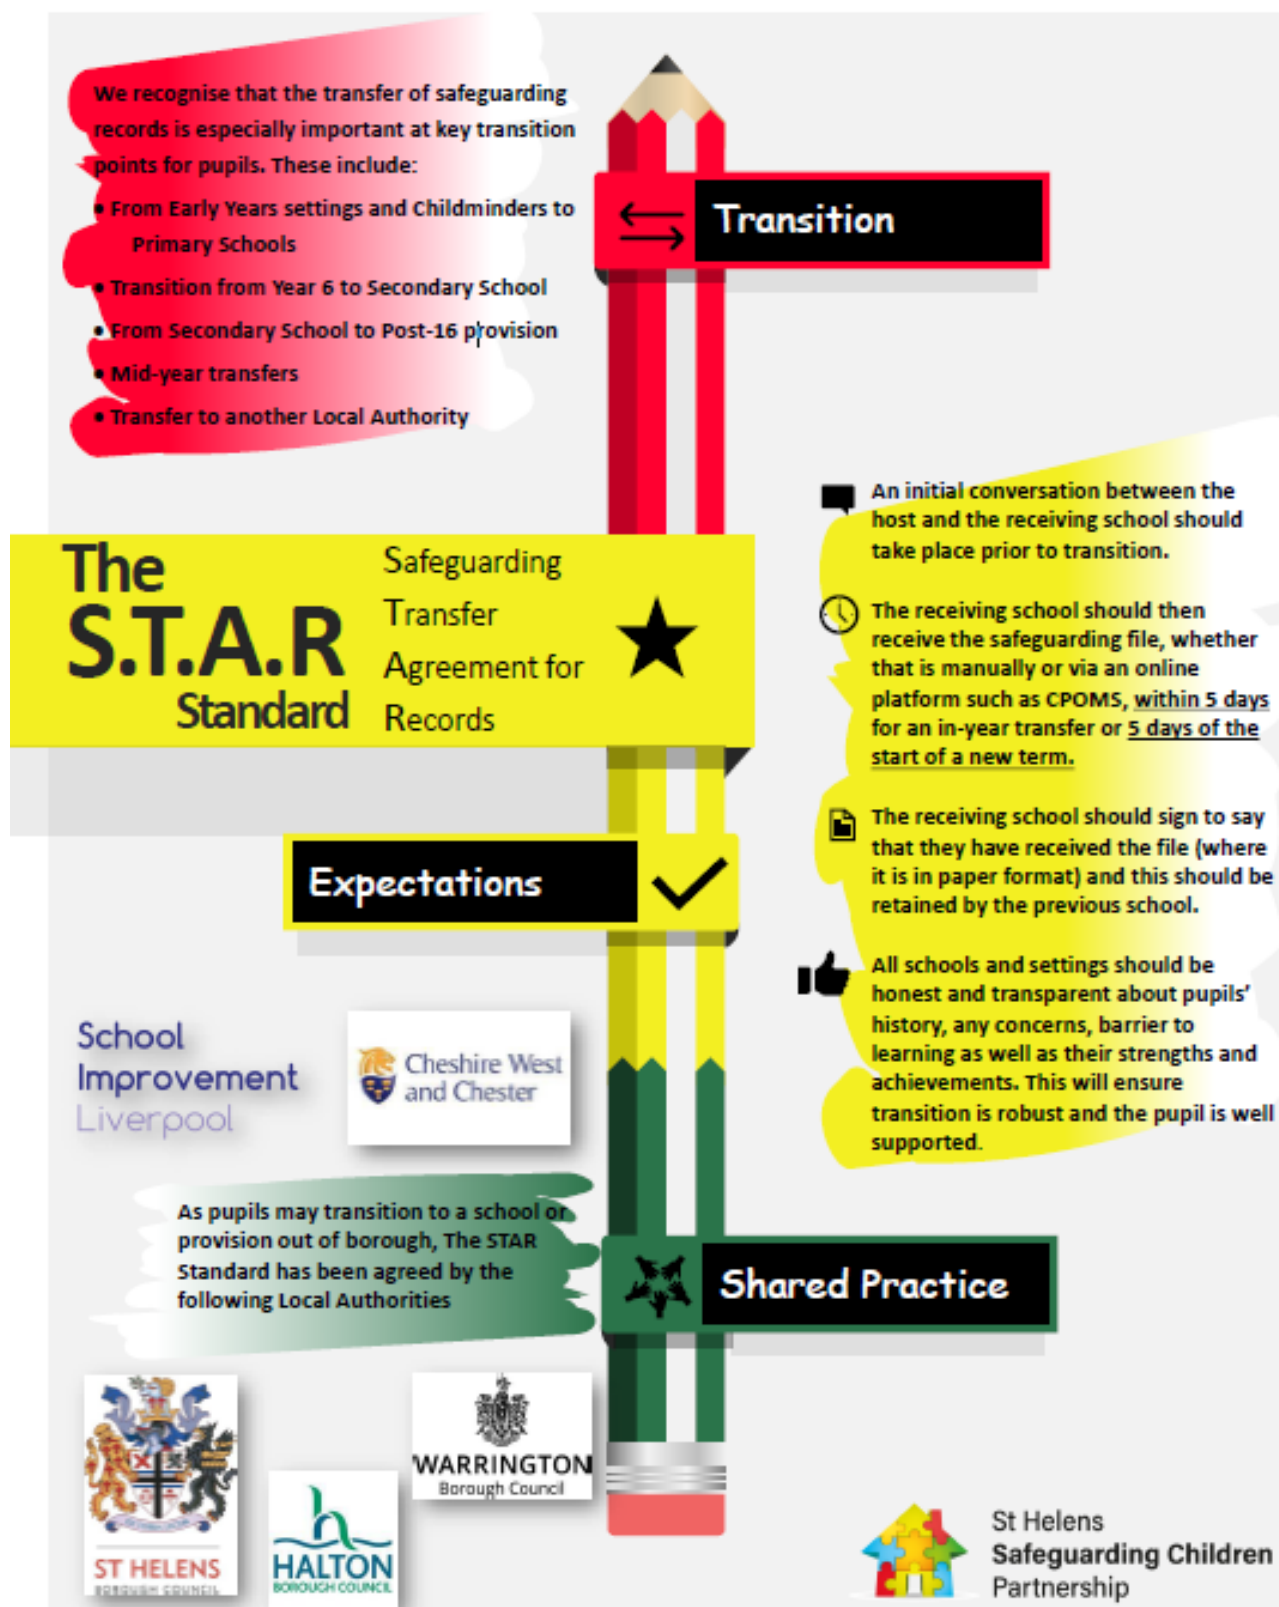 We recognise that the transfer of safeguarding
records is especially important at key transition
points for pupils. These include:
• From Early Years settings and Childminders to
Primary Schools
• Transition from Year 6 to Secondary School
• From Secondary School to Post-16 provision
• Mid-year transfers
• Transfer to another Local Authority
Transition
The
S.T.A.R
Standard
Safeguarding
Transfer
Agreement for
Records
An initial conversation between the
host and the receiving school should
take place prior to transition.
The receiving school should then
receive the safeguarding file, whether
that is manually or via an online
platform such as CPOMS, within 5 days
for an in-year transfer or 5 days of the
start of a new term.
The receiving school should sign to say
that they have received the file (where
it is in paper format) and this should be
retained by the previous school.
All schools and settings should be
honest and transparent about pupils'
history, any concerns, barrier to
learning as well as their strengths and
achievements. This will ensure
transition is robust and the pupil is well
supported.
Expectations
School
Improvement
Liverpool
Cheshire West
and Chester
As pupils may transition to a school or
provision out of borough, The STAR
Standard has been agreed by the
following Local Authorities
Shared Practice
ST HELENS
BOROUGH COUNCIL
HALTON
BOROUGH COUNCIL
WARRINGTON
Borough Council
St Helens
Safeguarding Children
Partnership